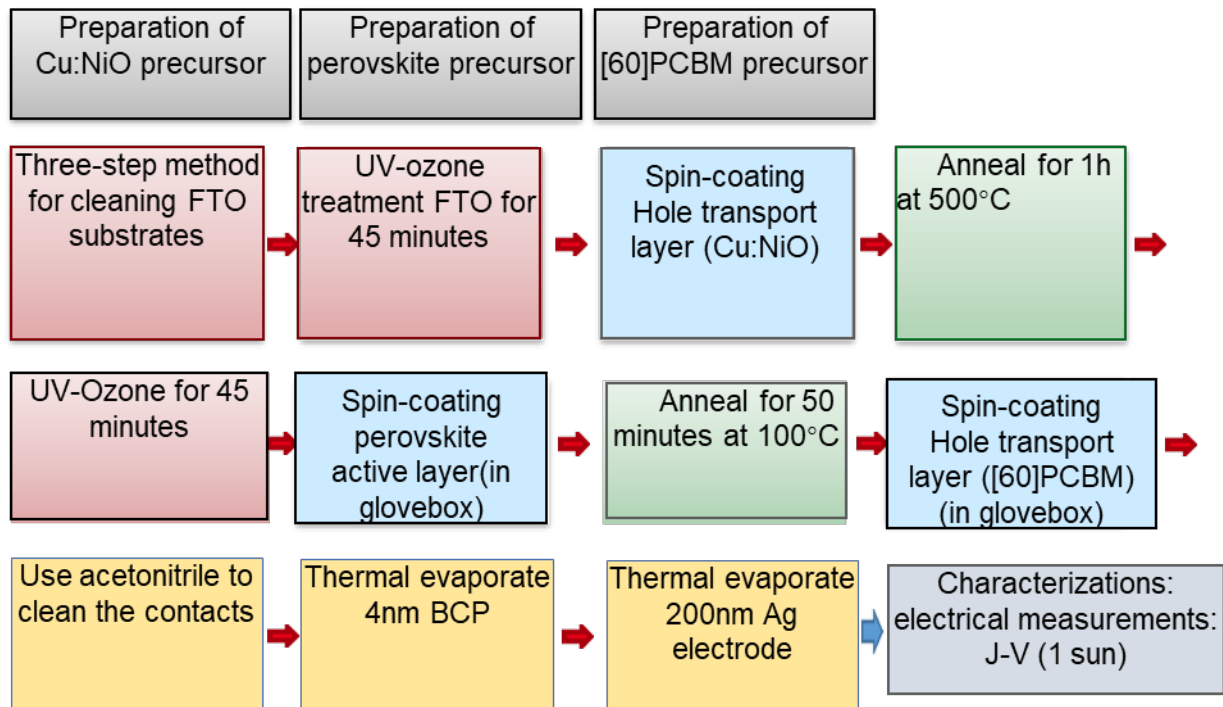 Preparation of
Cu:NiO precursor
Preparation of
perovskite precursor
Preparation of
[60]PCBM precursor
Three-step method
for cleaning FTO
substrates
UV-ozone
treatment FTO for
45 minutes
Spin-coating
Hole transport
layer (Cu:NiO)
Anneal for 1h
at 500°C
UV-Ozone for 45
minutes
Spin-coating
perovskite
active layer(in
glovebox)
Anneal for 50
minutes at 100°C
Spin-coating
Hole transport
layer ([60]PCBM)
(in glovebox)
Use acetonitrile to
clean the contacts
Thermal evaporate
4nm BCP
Thermal evaporate
200nm Ag
electrode
Characterizations:
electrical measurements:
J-V (1 sun)